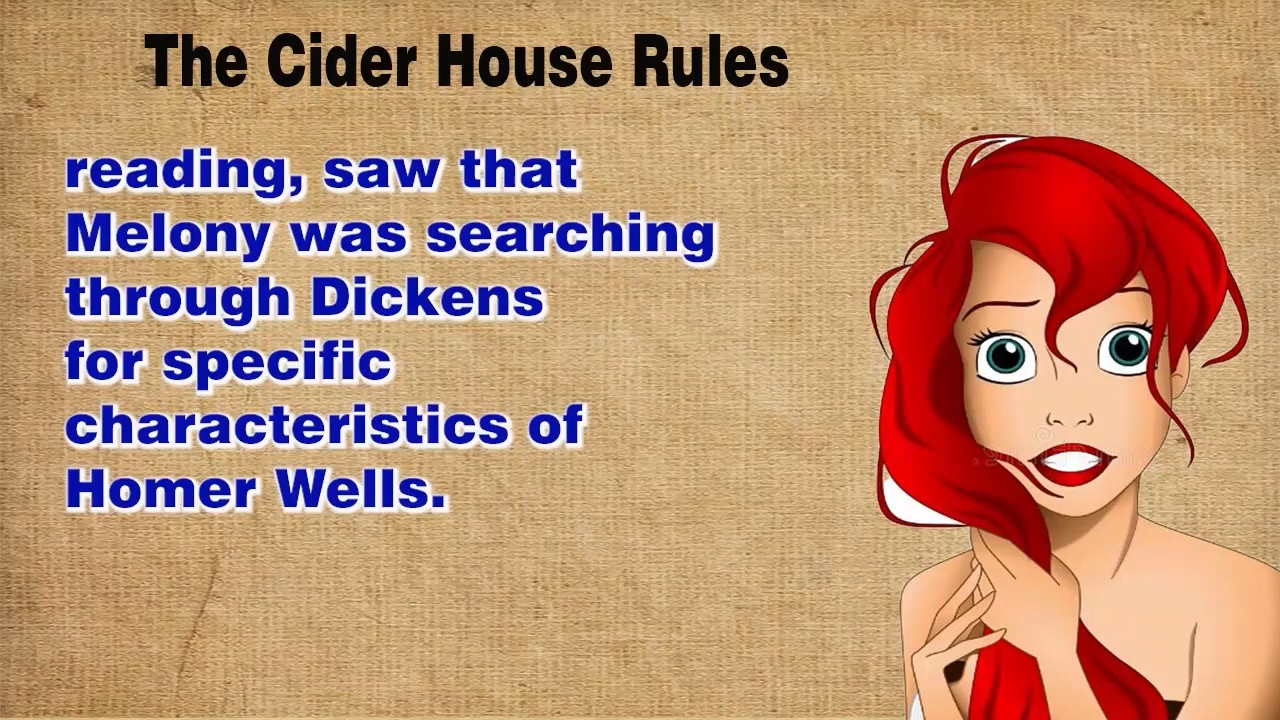 The Cider House Rules
reading, saw that
Melony was searching
through Dickens
for specific
characteristics of
Homer Wells.